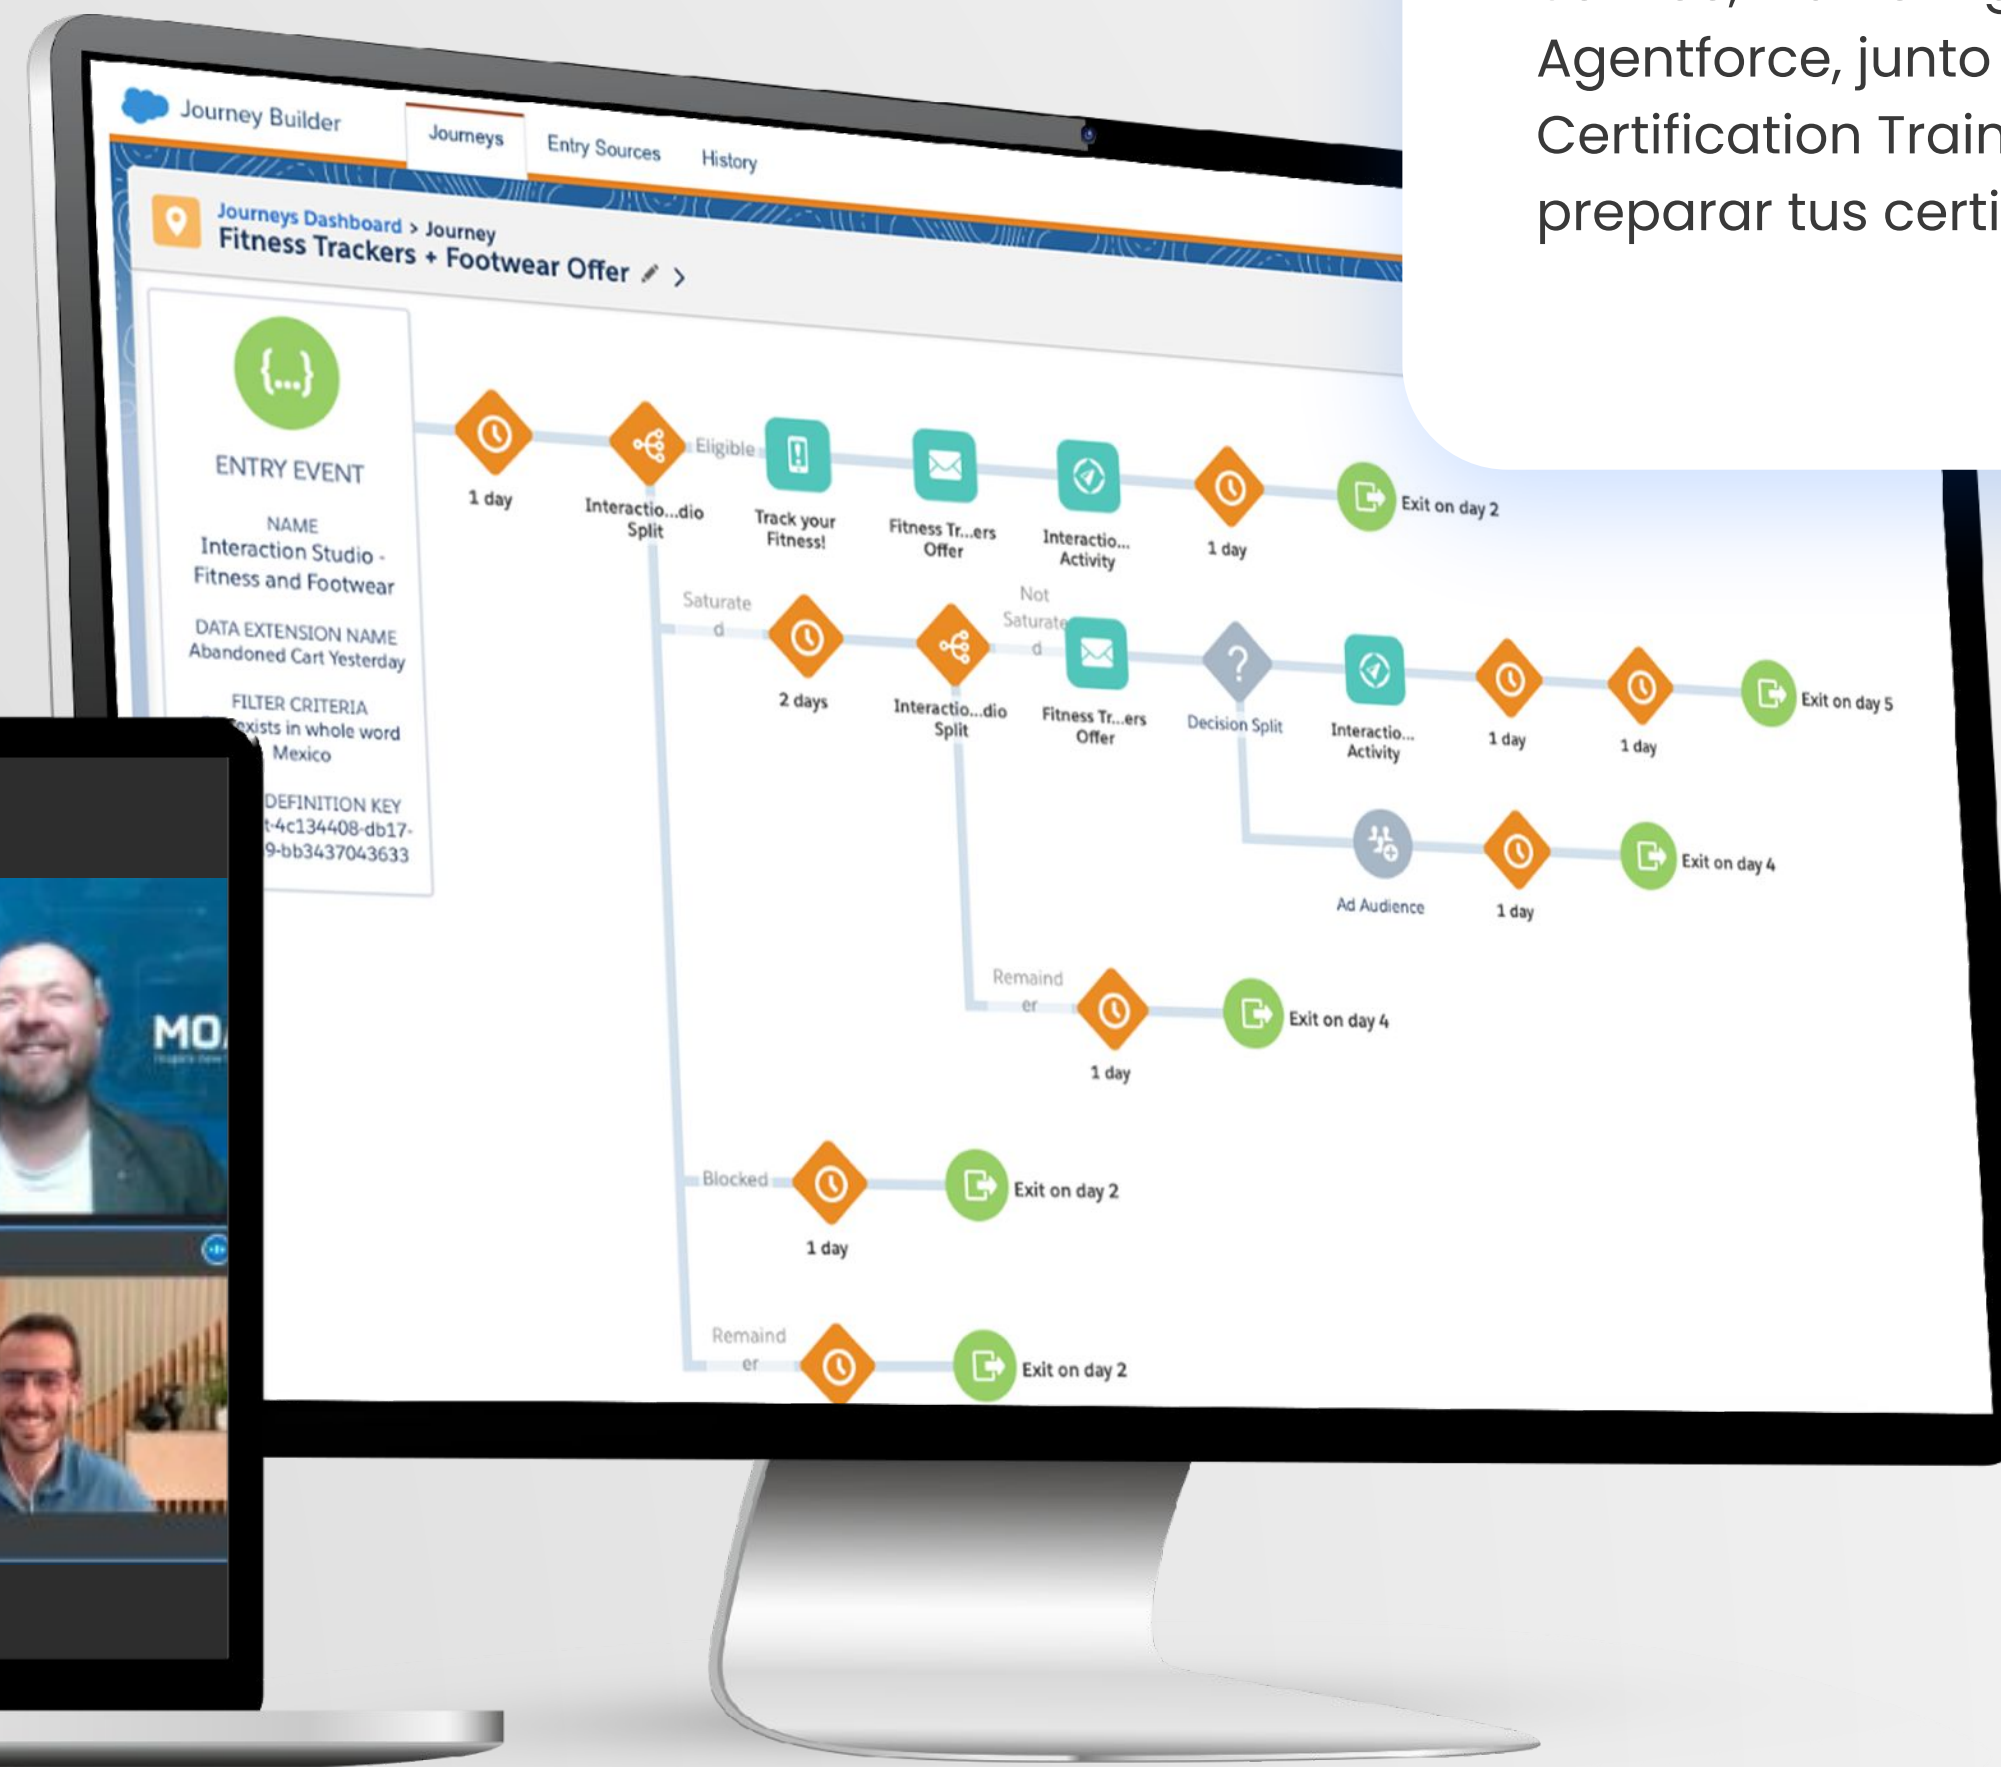 Agentforce, junto
Certification
preparar tus
Journey Builder
Journeys
Entry Sources
History
Journeys Dashboard > Journey
Fitness Trackers + Footwear Offer
{...}
ENTRY EVENT
NAME
Interaction Studio -
Fitness and Footwear
DATA EXTENSION NAME
Abandoned Cart Yesterday
FILTER CRITERIA
exists in whole word
Mexico
DEFINITION KEY
-4c134408-db17-
9-bb3437043633
1 day
Interactio...dio
Split
Eligible
Track your
Fitness!
Fitness Tr...ers
Offer
Interactio...
Activity
1 day
Exit on day 2
Saturate
d
2 days
Interactio...dio
Split
Not
Saturate
d
Fitness Tr...ers
Offer
?
Decision Split
Interactio...
Activity
1 day
1 day
Exit on day 5
Ad Audience
1 day
Exit on day 4
Remaind
er
1 day
Exit on day 4
Blocked
1 day
Exit on day 2
Remaind
er
Exit on day 2